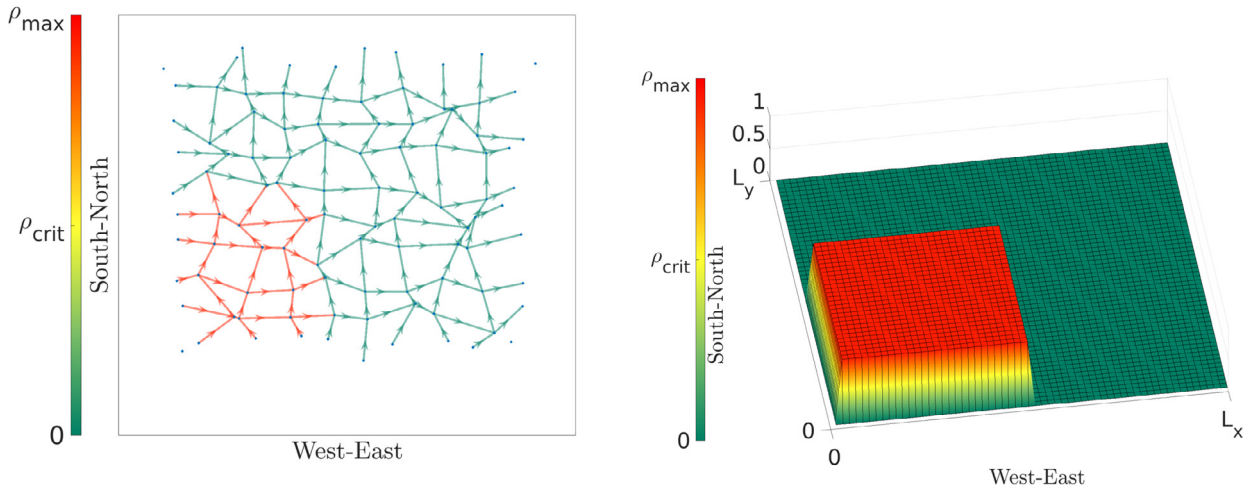 ρmax
ρcrit
0
South-North
West-East
ρmax
ρcrit
0
South-North
1
0.5
0
Ly
0
0
Lx
West-East